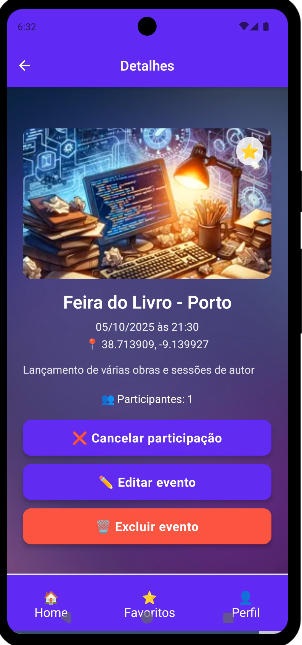 6:32
Detalhes
Feira do Livro - Porto
05/10/2025 às 21:30
📍 38.713909, -9.139927
Lançamento de várias obras e sessões de autor
👥 Participantes: 1
❌ Cancelar participação
✏️ Editar evento
🗑️ Excluir evento
Home Favoritos Perfil